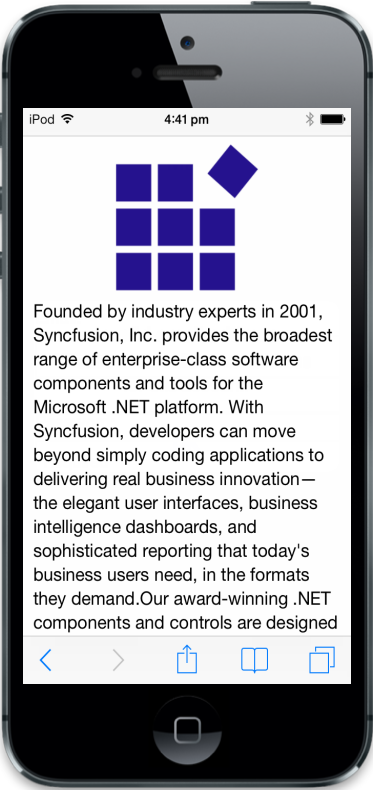 iPod
4:41 pm
Founded by industry experts in 2001,
Syncfusion, Inc. provides the broadest
range of enterprise-class software
components and tools for the
Microsoft .NET platform. With
Syncfusion, developers can move
beyond simply coding applications to
delivering real business innovation—
the elegant user interfaces, business
intelligence dashboards, and
sophisticated reporting that today's
business users need, in the formats
they demand.Our award-winning .NET
components and controls are designed